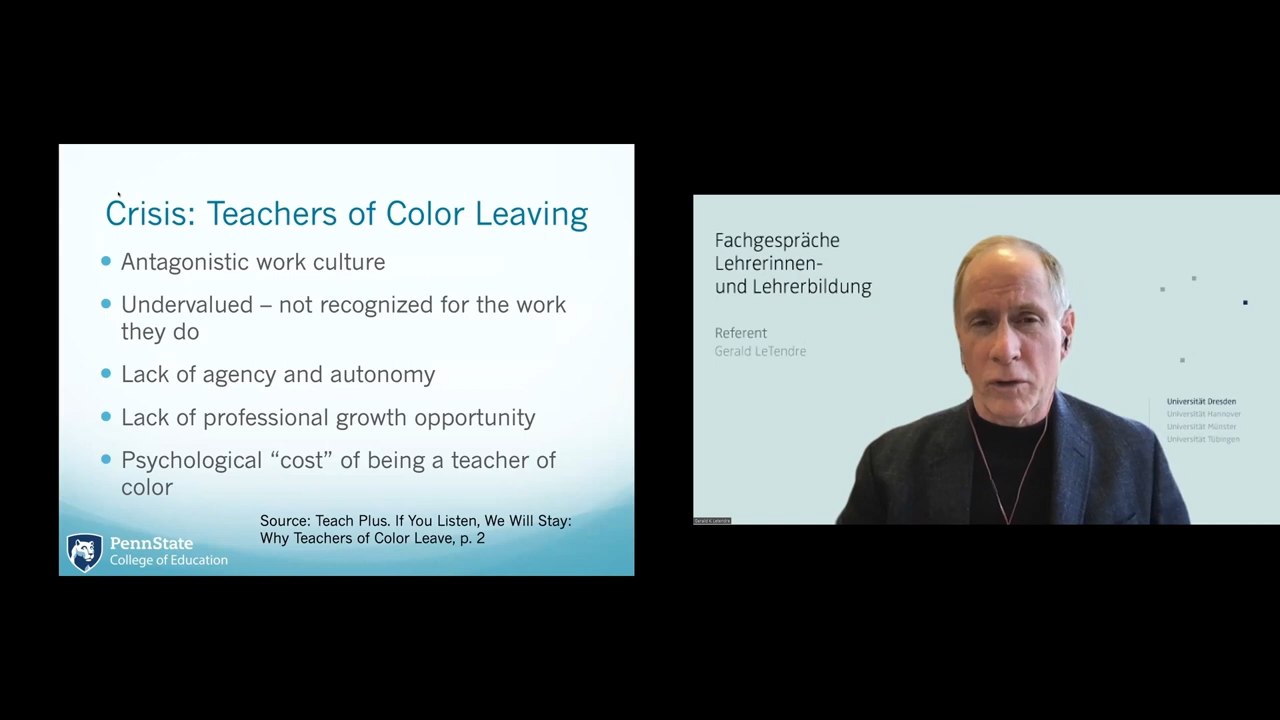 Crisis: Teachers of Color Leaving
Antagonistic work culture
Undervalued – not recognized for the work
they do
Lack of agency and autonomy
Lack of professional growth opportunity
Psychological “cost” of being a teacher of
color
Source: Teach Plus. If You Listen, We Will Stay:
Why Teachers of Color Leave, p. 2
PennState
College of Education
Fachgespräche
Lehrerinnen-
und Lehrerbildung
Referent
Gerald LeTendre
Universität Dresden
Universität Hannover
Universität Münster
Universität Tübingen
Gerald K Letendre